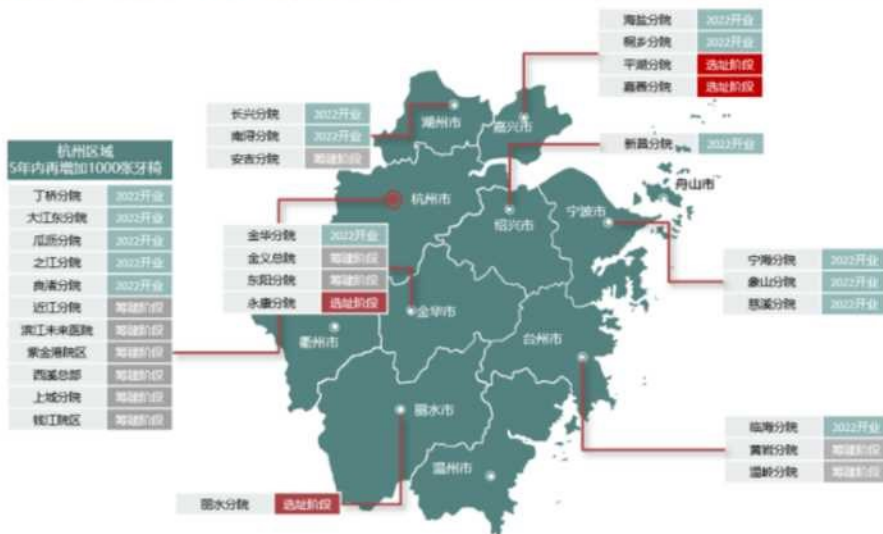 海盐分院 2022开业
桐乡分院 2022开业
平湖分院 选址阶段
嘉善分院 选址阶段
长兴分院 2022开业
南浔分院 2022开业
安吉分院 筹建阶段
湖州市
嘉兴市
新昌分院 2022开业
杭州区域
5年内再增加1000张牙椅
丁桥分院 2022开业
大江东分院 2022开业
瓜沥分院 2022开业
之江分院 2022开业
良渚分院 2022开业
近江分院 筹建阶段
滨江未来医院 筹建阶段
紫金港院区 筹建阶段
西溪总部 筹建阶段
上城分院 筹建阶段
钱江院区 筹建阶段
杭州市
绍兴市
宁波市
舟山市
金华分院 2022开业
金义总院 筹建阶段
东阳分院 筹建阶段
永康分院 选址阶段
宁海分院 2022开业
象山分院 2022开业
慈溪分院 2022开业
衢州市
金华市
台州市
丽水市
温州市
临海分院 2022开业
黄岩分院 筹建阶段
温岭分院 筹建阶段
丽水分院 选址阶段